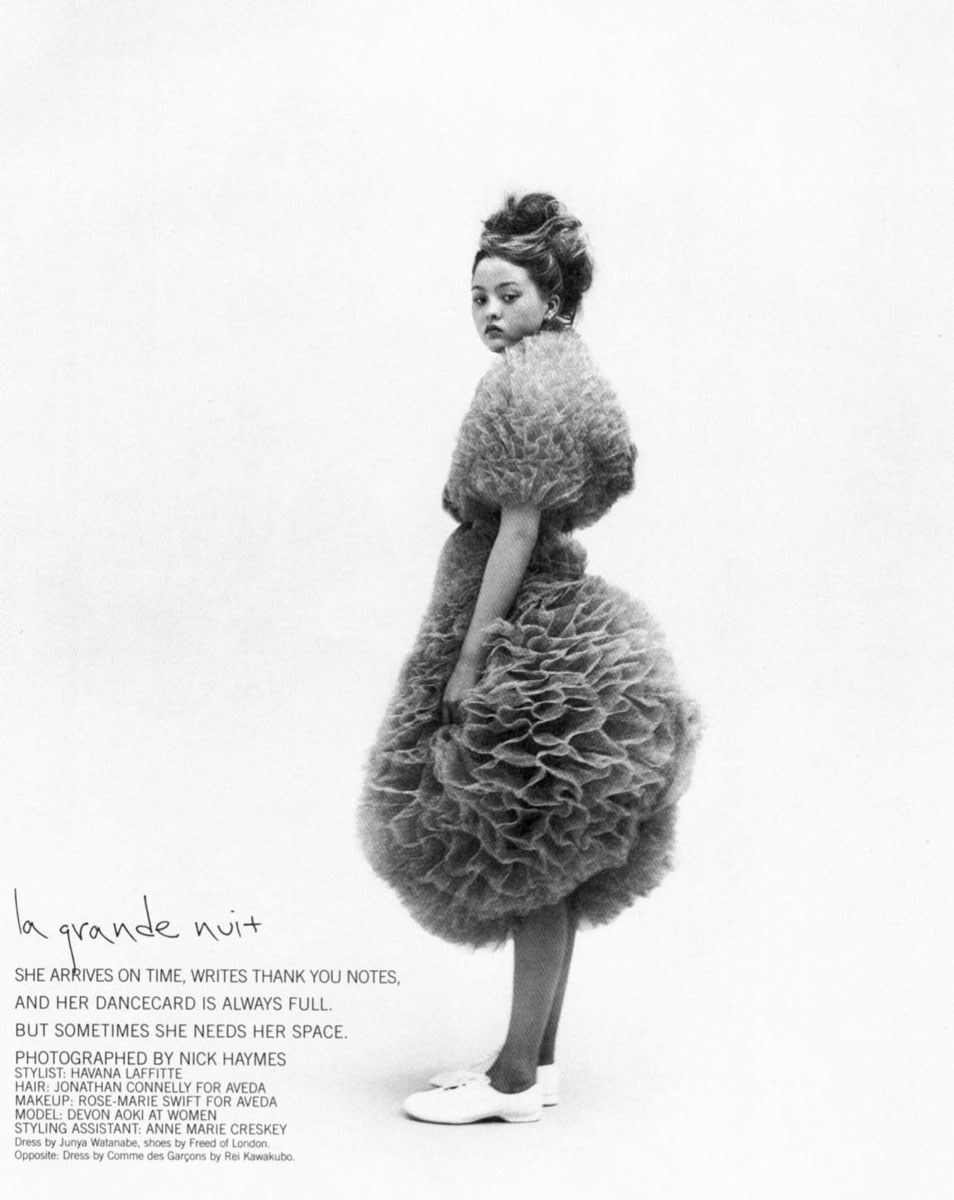 la grande nuit
SHE ARRIVES ON TIME, WRITES THANK YOU NOTES,
AND HER DANCECARD IS ALWAYS FULL.
BUT SOMETIMES SHE NEEDS HER SPACE.
PHOTOGRAPHED BY NICK HAYMES
STYLIST: HAVANA LAFFITTE
HAIR: JONATHAN CONNELLY FOR AVEDA
MAKEUP: ROSE-MARIE SWIFT FOR AVEDA
MODEL: DEVON AOKI AT WOMEN
STYLING ASSISTANT: ANNE MARIE CRESKEY
Dress by Junya Watanabe, shoes by Freed of London.
Opposite: Dress by Comme des Garçons by Rei Kawakubo.